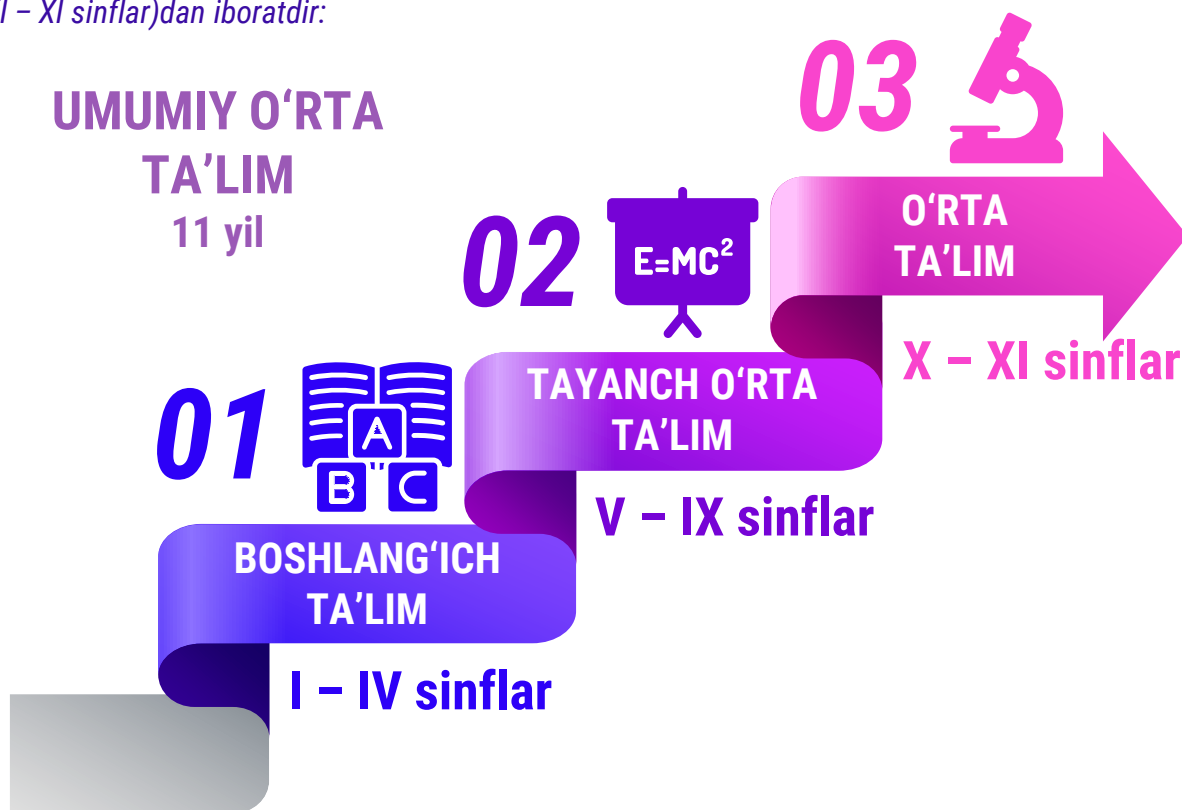 I – XI sinflar)dan iboratdir:
UMUMIY O‘RTA
TA’LIM
11 yil
03
O‘RTA
TA’LIM
X – XI sinflar
02
E=MC²
TAYANCH O‘RTA
TA’LIM
V – IX sinflar
01
A
B C
BOSHLANG‘ICH
TA’LIM
I – IV sinflar